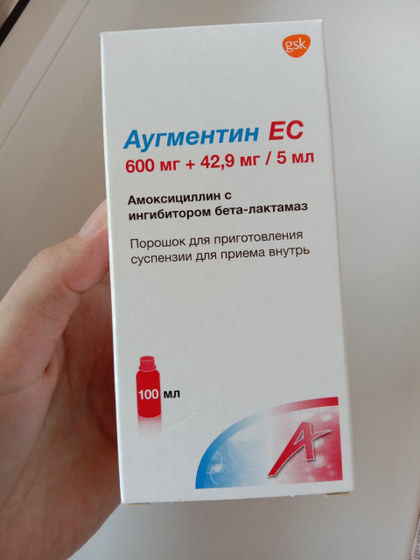 gsk
Аугментин ЕС
600 мг + 42,9 мг / 5 мл
Амоксициллин с
ингибитором бета-лактамаз
Порошок для приготовления
суспензии для приема внутрь
100 мл
A